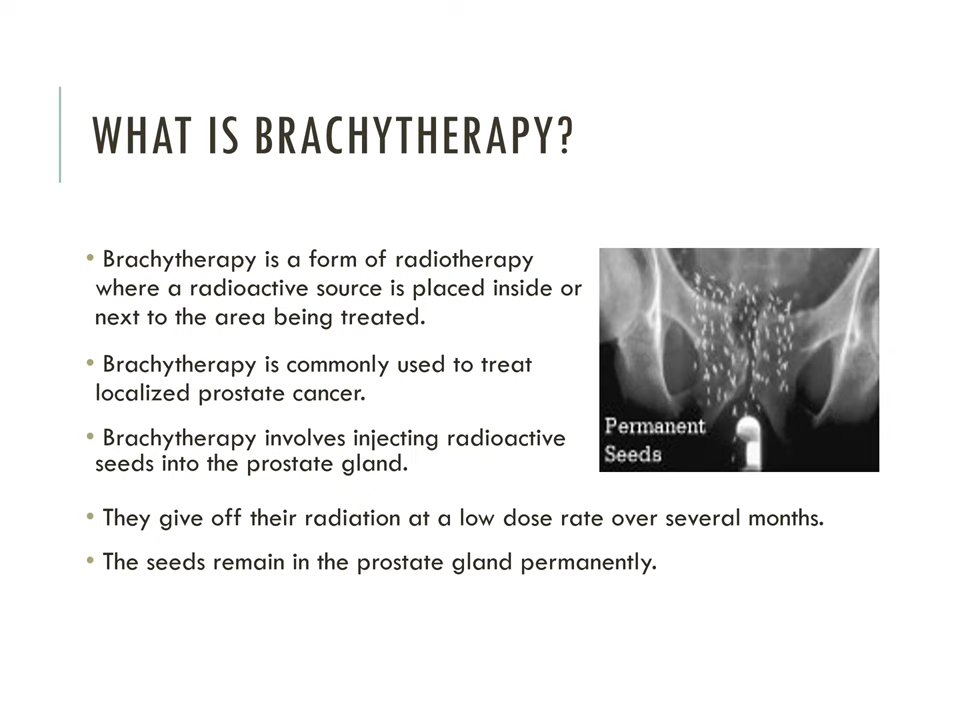 WHAT IS BRACHYTHERAPY?
• Brachytherapy is a form of radiotherapy
where a radioactive source is placed inside or
next to the area being treated.
• Brachytherapy is commonly used to treat
localized prostate cancer.
• Brachytherapy involves injecting radioactive
seeds into the prostate gland.
Permanent
Seeds
• They give off their radiation at a low dose rate over several months.
• The seeds remain in the prostate gland permanently.